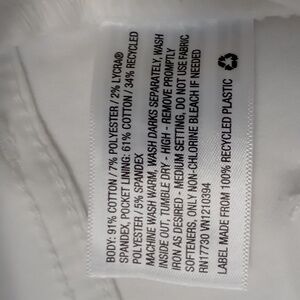 BODY: 91% COTTON / 7% POLYESTER / 2% LYCRA®
SPANDEX, POCKET LINING: 61% COTTON / 34% RECYCLED
POLYESTER / 5% SPANDEX
MACHINE WASH WARM, WASH DARKS SEPARATELY, WASH
INSIDE OUT, TUMBLE DRY - HIGH - REMOVE PROMPTLY
IRON AS DESIRED - MEDIUM SETTING, DO NOT USE FABRIC
SOFTENERS, ONLY NON-CHLORINE BLEACH IF NEEDED
RN17730 VN1210394
LABEL MADE FROM 100% RECYCLED PLASTIC